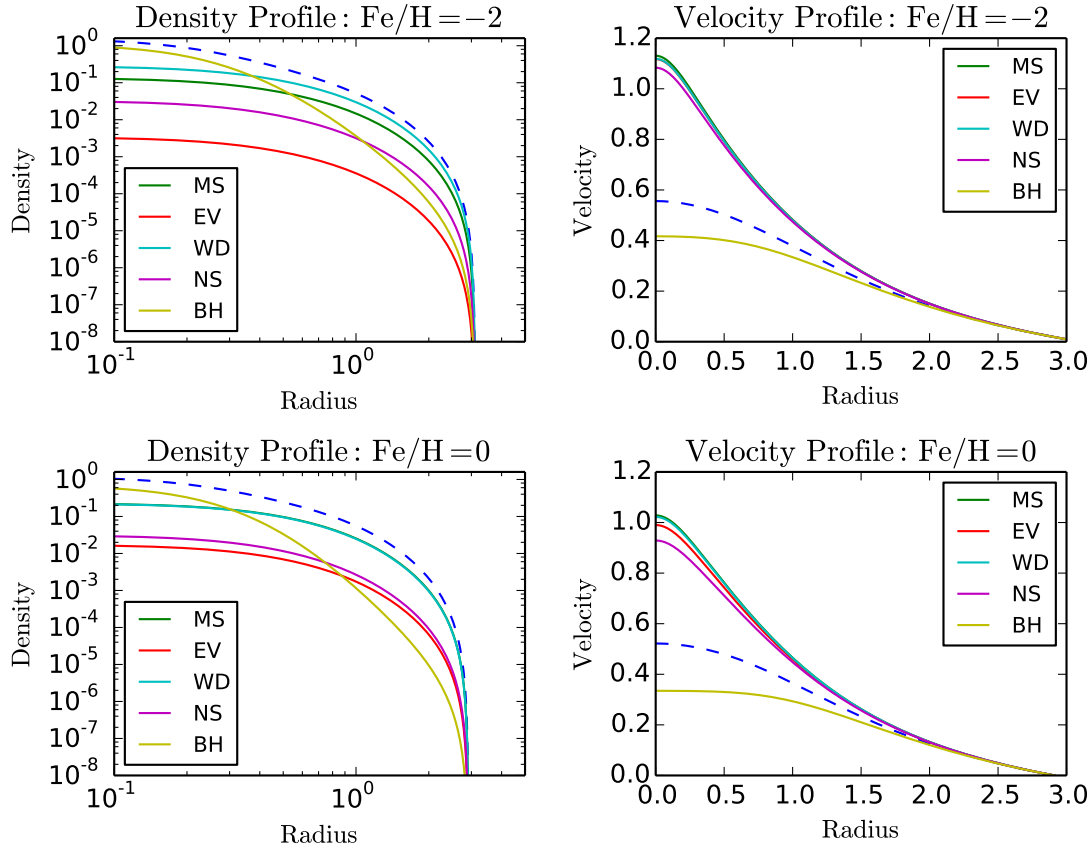 Density Profile: Fe/H=−2
10^0
10^-1
10^-2
10^-3
10^-4
10^-5
10^-6
10^-7
10^-8
Density
MS
EV
WD
NS
BH
10^-1
10^0
Radius
Velocity Profile: Fe/H=−2
1.2
1.0
0.8
0.6
0.4
0.2
0.0
Velocity
MS
EV
WD
NS
BH
0.0 0.5 1.0 1.5 2.0 2.5 3.0
Radius
Density Profile: Fe/H=0
10^0
10^-1
10^-2
10^-3
10^-4
10^-5
10^-6
10^-7
10^-8
Density
MS
EV
WD
NS
BH
10^-1
10^0
Radius
Velocity Profile: Fe/H=0
1.2
1.0
0.8
0.6
0.4
0.2
0.0
Velocity
MS
EV
WD
NS
BH
0.0 0.5 1.0 1.5 2.0 2.5 3.0
Radius